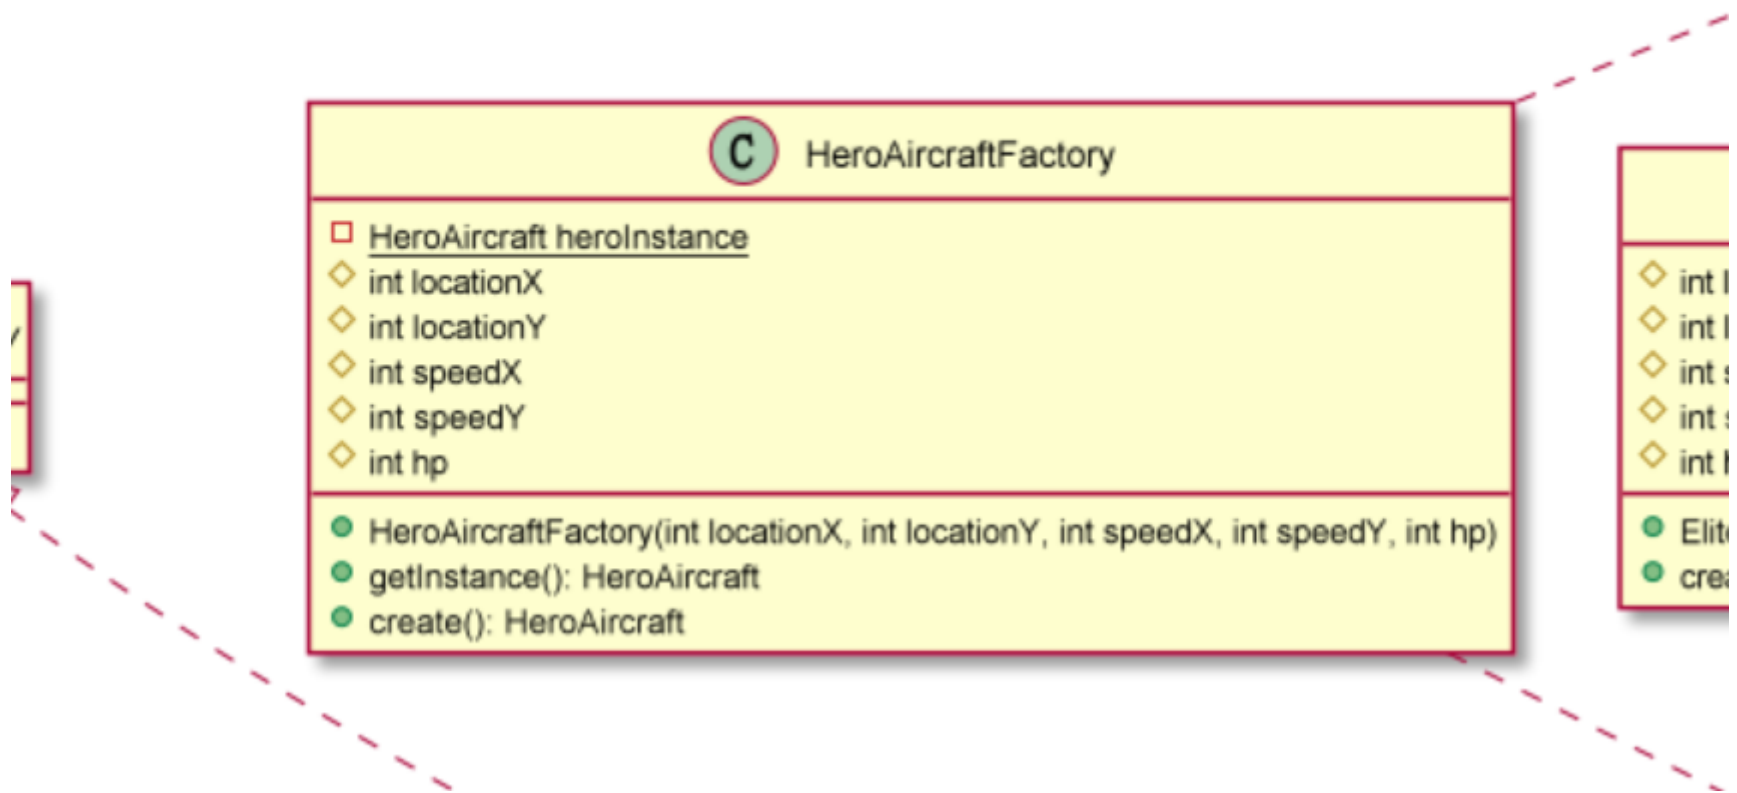 C HeroAircraftFactory
HeroAircraft heroInstance
int locationX
int locationY
int speedX
int speedY
int hp
HeroAircraftFactory(int locationX, int locationY, int speedX, int speedY, int hp)
getInstance(): HeroAircraft
create(): HeroAircraft
int
int
int
int
int